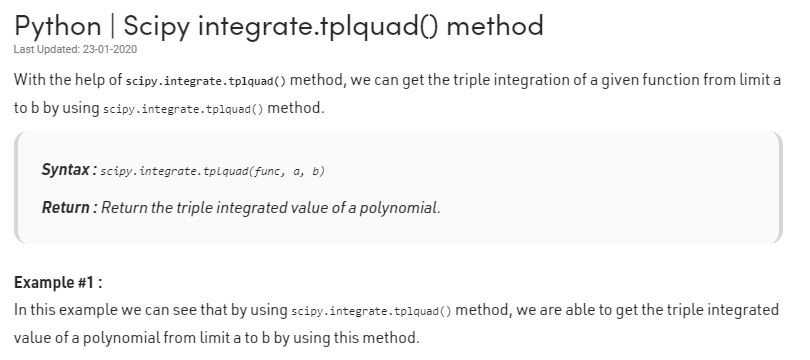 Python | Scipy integrate.tplquad() method
Last Updated: 23-01-2020
With the help of scipy.integrate.tplquad() method, we can get the triple integration of a given function from limit a
to b by using scipy.integrate.tplquad() method.
Syntax : scipy.integrate.tplquad(func, a, b)
Return : Return the triple integrated value of a polynomial.
Example #1 :
In this example we can see that by using scipy.integrate.tplquad() method, we are able to get the triple integrated
value of a polynomial from limit a to b by using this method.